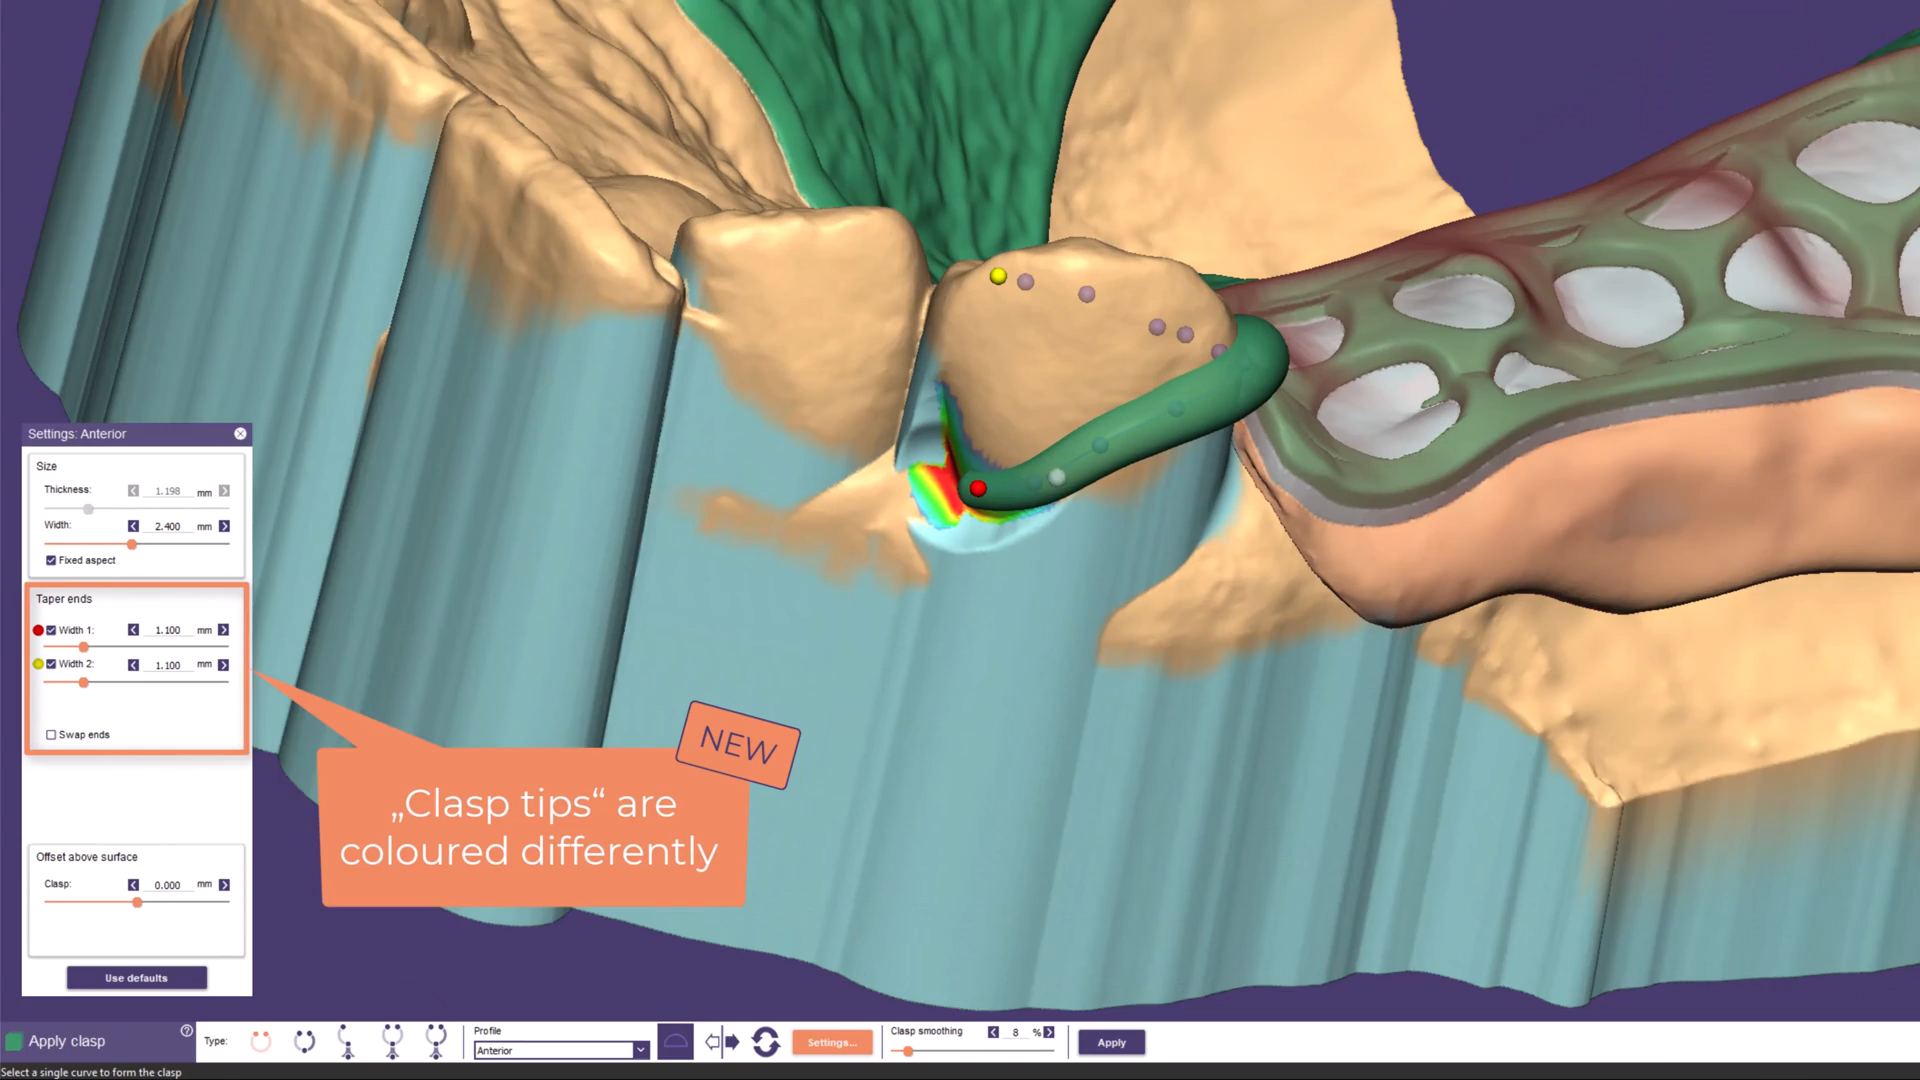 Settings: Anterior
Size
Thickness: 1.198 mm
Width: 2.400 mm
Fixed aspect
Taper ends
Width 1: 1.100 mm
Width 2: 1.100 mm
Swap ends
NEW
„Clasp tips“ are
coloured differently
Offset above surface
Clasp: 0.000 mm
Use defaults
Apply clasp
Type:
Profile
Anterior
Settings...
Clasp smoothing 8 %
Apply
Select a single curve to form the clasp